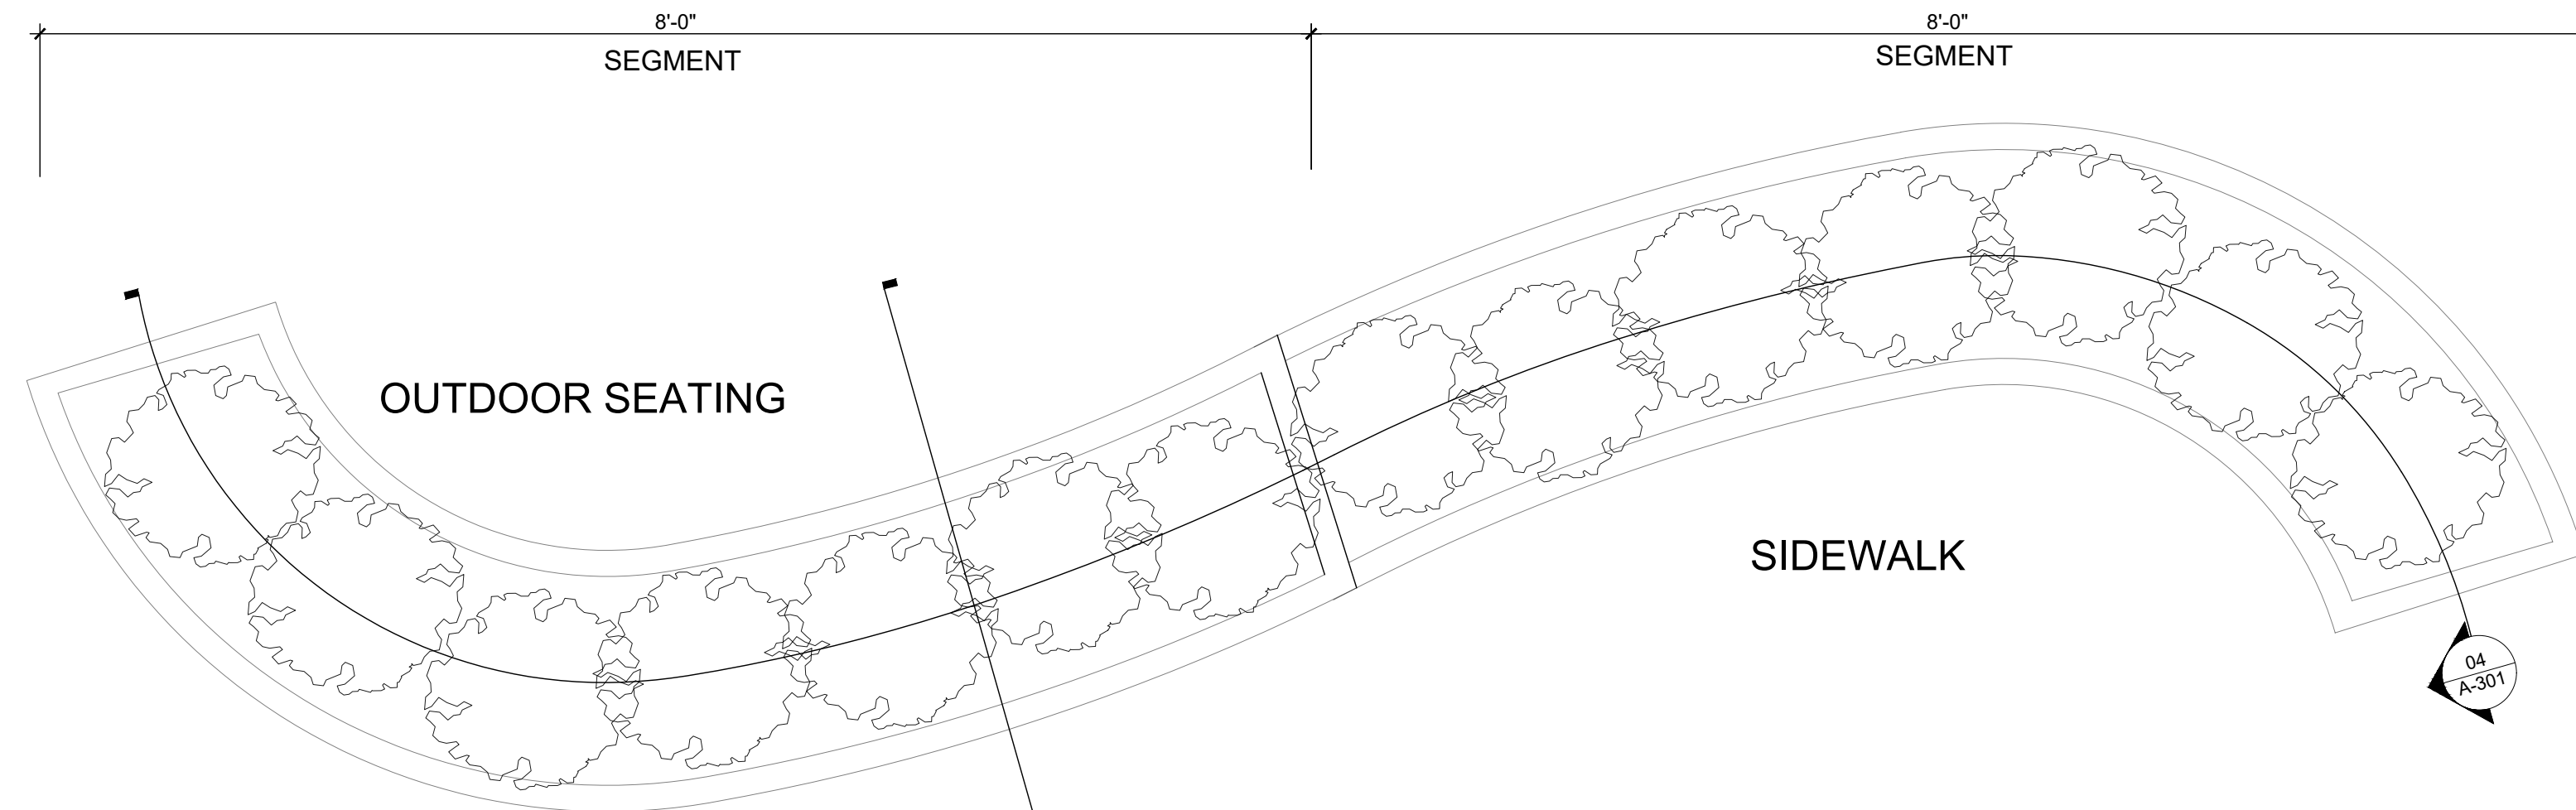 8'-0"
SEGMENT
8'-0"
SEGMENT
OUTDOOR SEATING
SIDEWALK
04
A-301